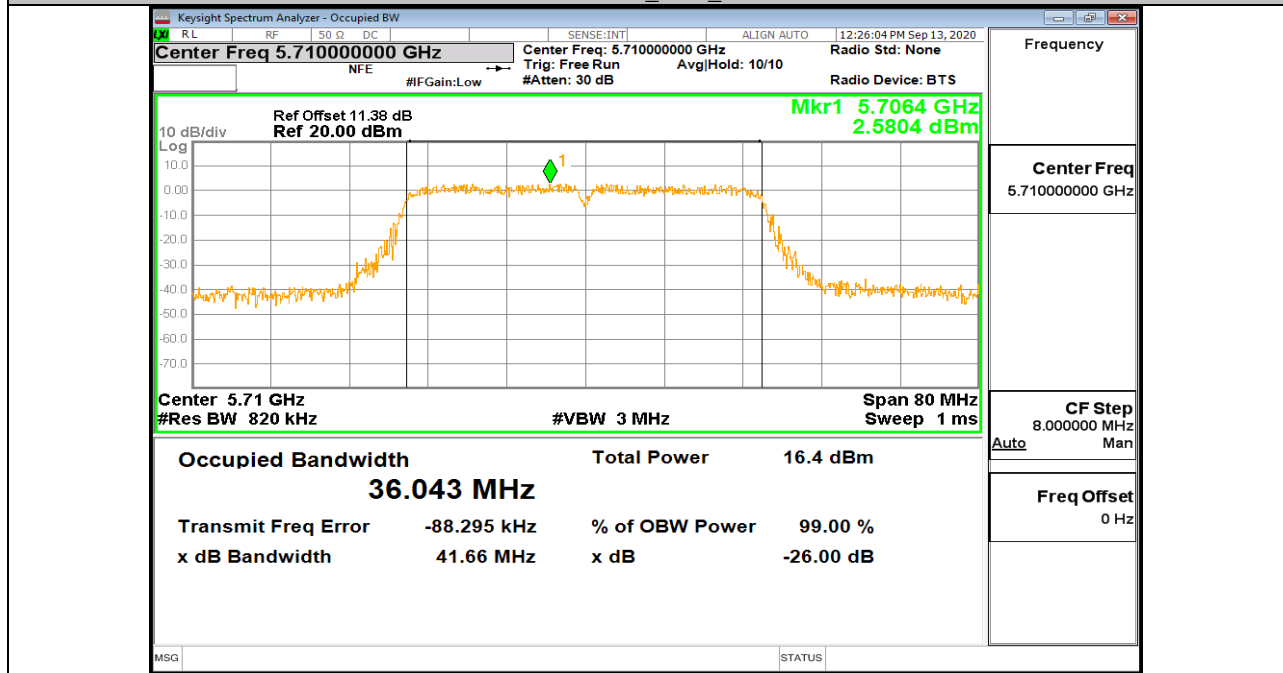 Keysight Spectrum Analyzer - Occupied BW
LXI RL RF 50 Ω DC SENSE:INT ALIGN AUTO 12:26:04 PM Sep 13, 2020
Center Freq 5.710000000 GHz
NFE
#IFGain:Low
Center Freq: 5.710000000 GHz
Trig: Free Run Avg|Hold: 10/10
#Atten: 30 dB
Radio Std: None
Radio Device: BTS
Mkr1 5.7064 GHz
2.5804 dBm
Ref Offset 11.38 dB
10 dB/div Ref 20.00 dBm
Log
10.0
0.00
-10.0
-20.0
-30.0
-40.0
-50.0
-60.0
-70.0
1
Center 5.71 GHz Span 80 MHz
#Res BW 820 kHz #VBW 3 MHz Sweep 1 ms
Occupied Bandwidth Total Power 16.4 dBm
36.043 MHz
Transmit Freq Error -88.295 kHz % of OBW Power 99.00 %
x dB Bandwidth 41.66 MHz x dB -26.00 dB
MSG STATUS
Frequency
Center Freq
5.710000000 GHz
CF Step
8.000000 MHz
Auto Man
Freq Offset
0 Hz